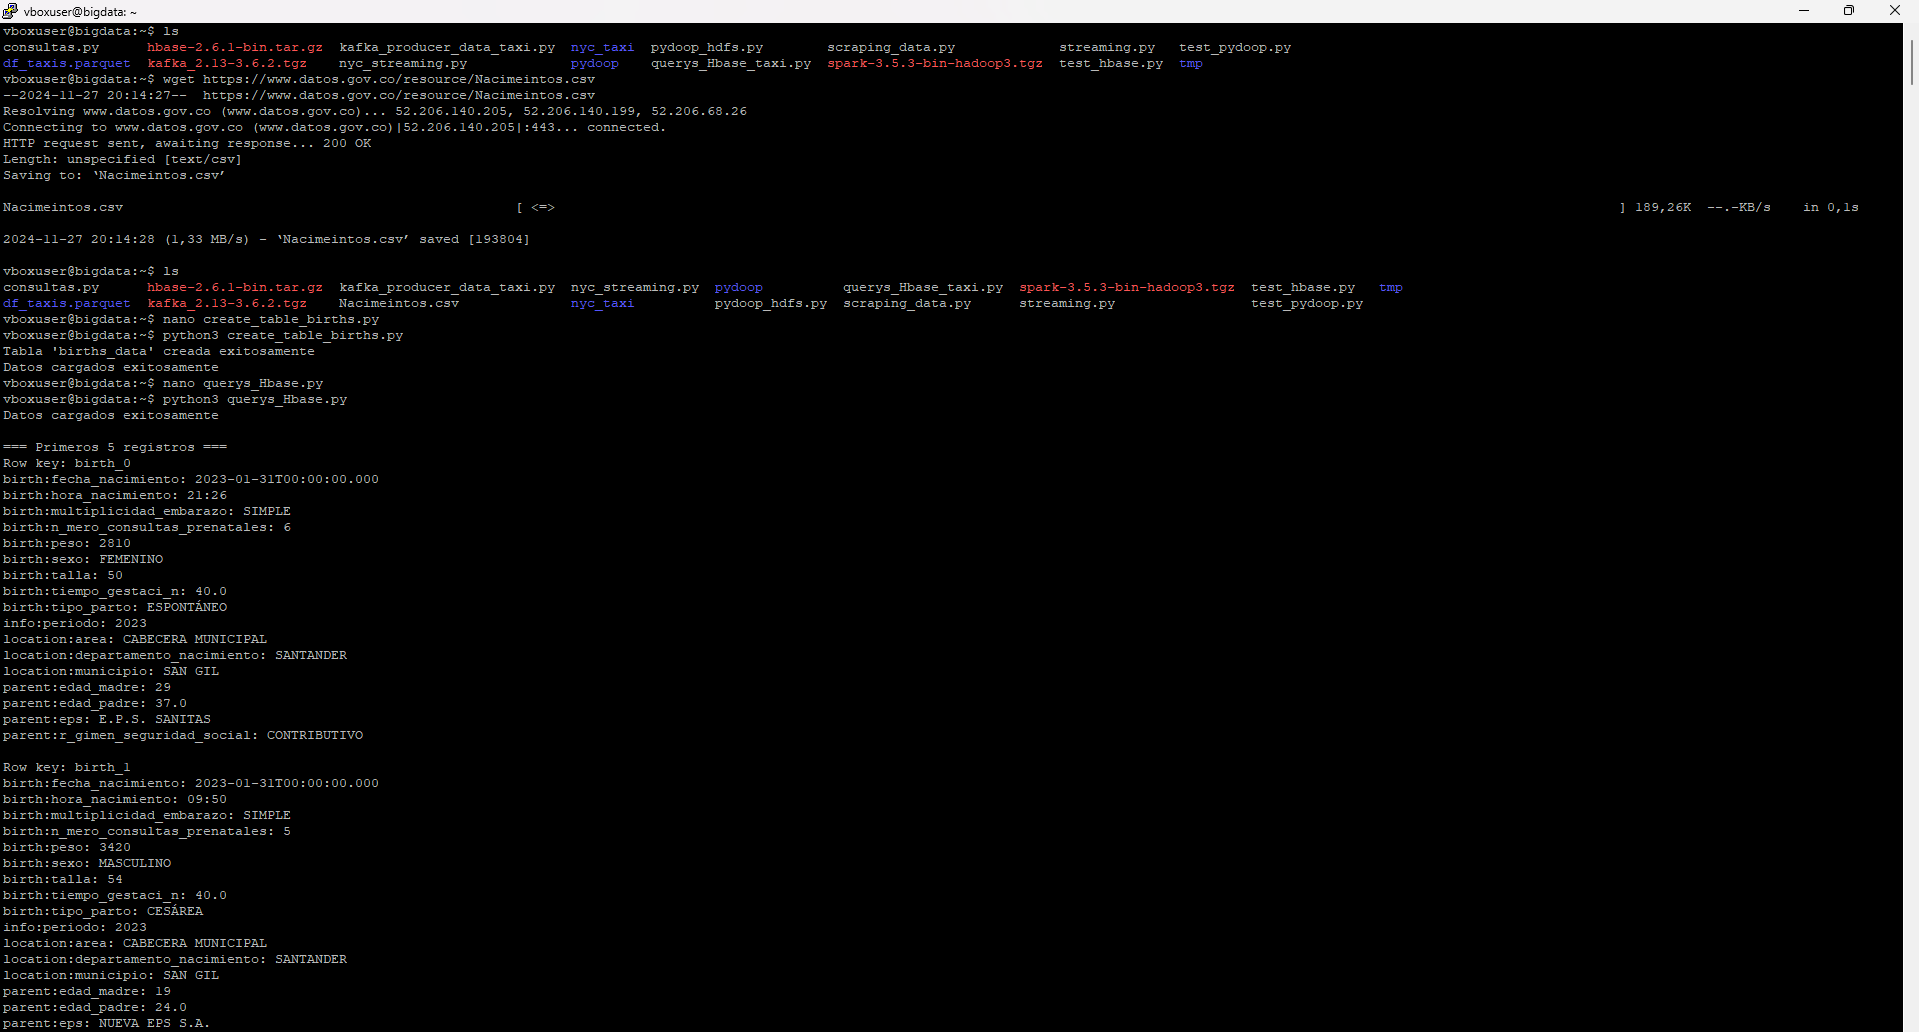 vboxuser@bigdata: ~
vboxuser@bigdata:~$ ls
consultas.py hbase-2.6.1-bin.tar.gz kafka_producer_data_taxi.py nyc_taxi pydoop_hdfs.py scraping_data.py streaming.py test_pydoop.py
df_taxis.parquet kafka_2.13-3.6.2.tgz nyc_streaming.py pydoop querys_Hbase_taxi.py spark-3.5.3-bin-hadoop3.tgz test_hbase.py tmp
vboxuser@bigdata:~$ wget https://www.datos.gov.co/resource/Nacimeintos.csv
--2024-11-27 20:14:27-- https://www.datos.gov.co/resource/Nacimeintos.csv
Resolving www.datos.gov.co (www.datos.gov.co)... 52.206.140.205, 52.206.140.199, 52.206.68.26
Connecting to www.datos.gov.co (www.datos.gov.co)|52.206.140.205|:443... connected.
HTTP request sent, awaiting response... 200 OK
Length: unspecified [text/csv]
Saving to: ‘Nacimeintos.csv’
Nacimeintos.csv [ <=> ] 189,26K --.-KB/s in 0,1s
2024-11-27 20:14:28 (1,33 MB/s) - ‘Nacimeintos.csv’ saved [193804]
vboxuser@bigdata:~$ ls
consultas.py hbase-2.6.1-bin.tar.gz kafka_producer_data_taxi.py nyc_streaming.py pydoop querys_Hbase_taxi.py spark-3.5.3-bin-hadoop3.tgz test_hbase.py tmp
df_taxis.parquet kafka_2.13-3.6.2.tgz Nacimeintos.csv nyc_taxi pydoop_hdfs.py scraping_data.py streaming.py test_pydoop.py
vboxuser@bigdata:~$ nano create_table_births.py
vboxuser@bigdata:~$ python3 create_table_births.py
Tabla 'births_data' creada exitosamente
Datos cargados exitosamente
vboxuser@bigdata:~$ nano querys_Hbase.py
vboxuser@bigdata:~$ python3 querys_Hbase.py
Datos cargados exitosamente
=== Primeros 5 registros ===
Row key: birth_0
birth:fecha_nacimiento: 2023-01-31T00:00:00.000
birth:hora_nacimiento: 21:26
birth:multiplicidad_embarazo: SIMPLE
birth:n_mero_consultas_prenatales: 6
birth:peso: 2810
birth:sexo: FEMENINO
birth:talla: 50
birth:tiempo_gestaci_n: 40.0
birth:tipo_parto: ESPONTÁNEO
info:periodo: 2023
location:area: CABECERA MUNICIPAL
location:departamento_nacimiento: SANTANDER
location:municipio: SAN GIL
parent:edad_madre: 29
parent:edad_padre: 37.0
parent:eps: E.P.S. SANITAS
parent:r_gimen_seguridad_social: CONTRIBUTIVO
Row key: birth_1
birth:fecha_nacimiento: 2023-01-31T00:00:00.000
birth:hora_nacimiento: 09:50
birth:multiplicidad_embarazo: SIMPLE
birth:n_mero_consultas_prenatales: 5
birth:peso: 3420
birth:sexo: MASCULINO
birth:talla: 54
birth:tiempo_gestaci_n: 40.0
birth:tipo_parto: CESÁREA
info:periodo: 2023
location:area: CABECERA MUNICIPAL
location:departamento_nacimiento: SANTANDER
location:municipio: SAN GIL
parent:edad_madre: 19
parent:edad_padre: 24.0
parent:eps: NUEVA EPS S.A.